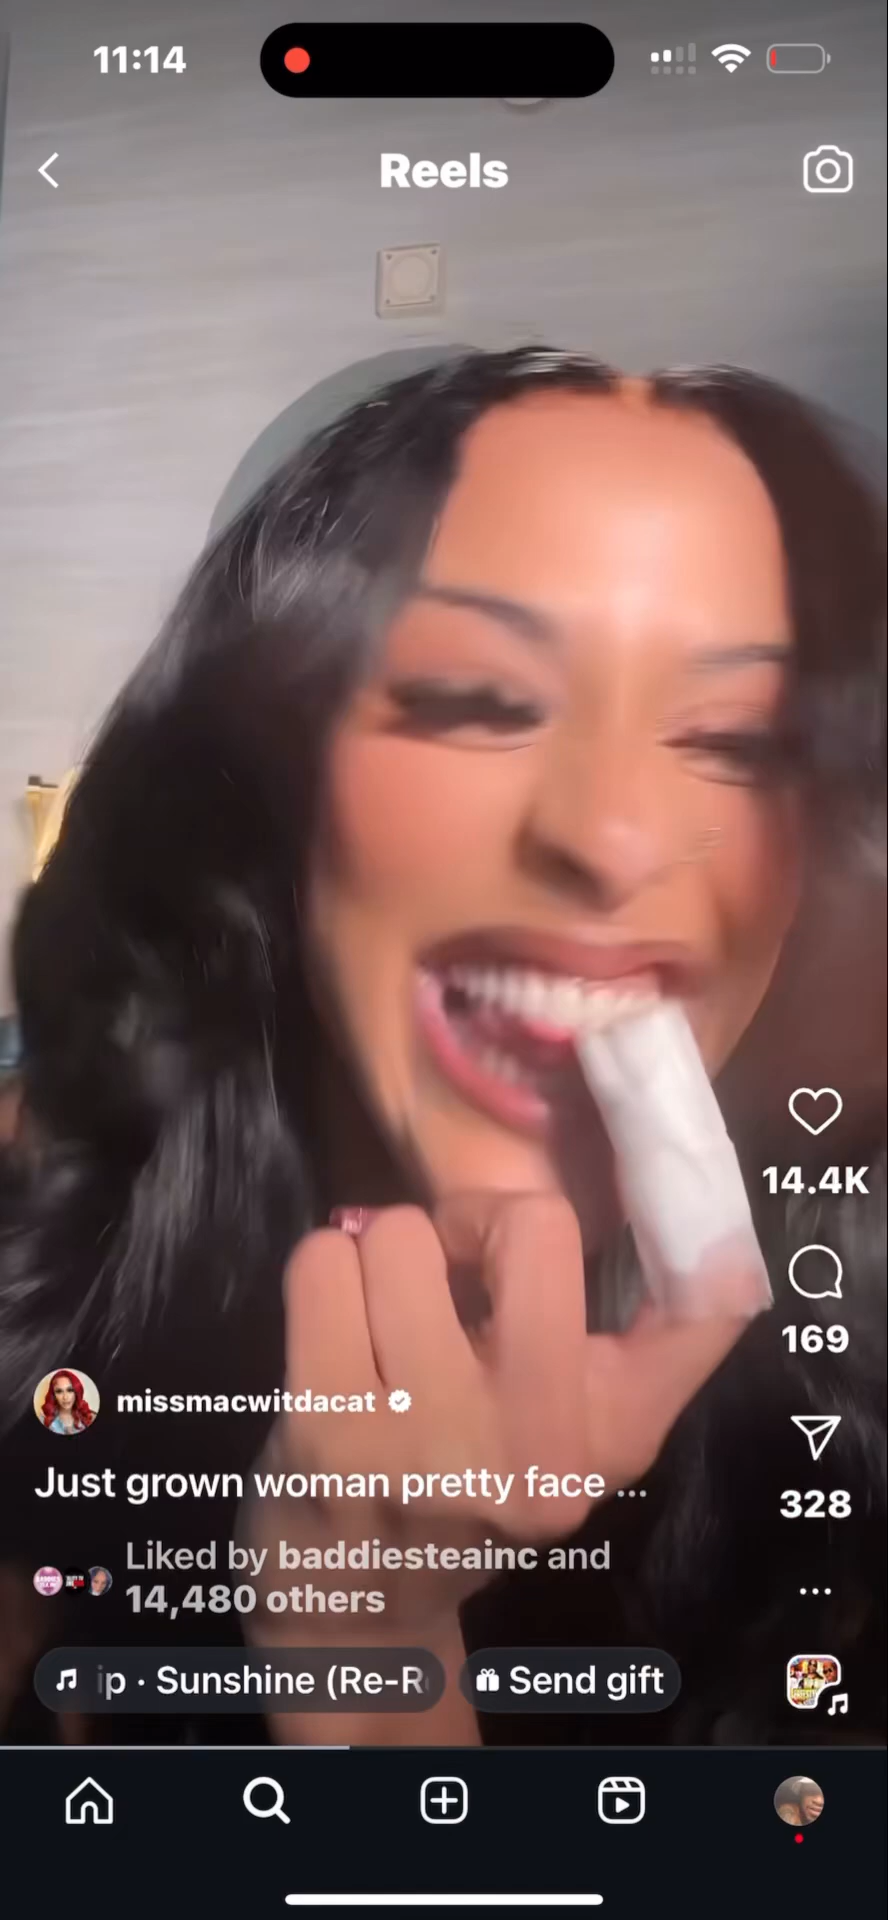 11:14
Reels
14.4K
169
missmacwitdacat
Just grown woman pretty face ...
328
Liked by baddiesteainc and
14,480 others
ip · Sunshine (Re-R
Send gift